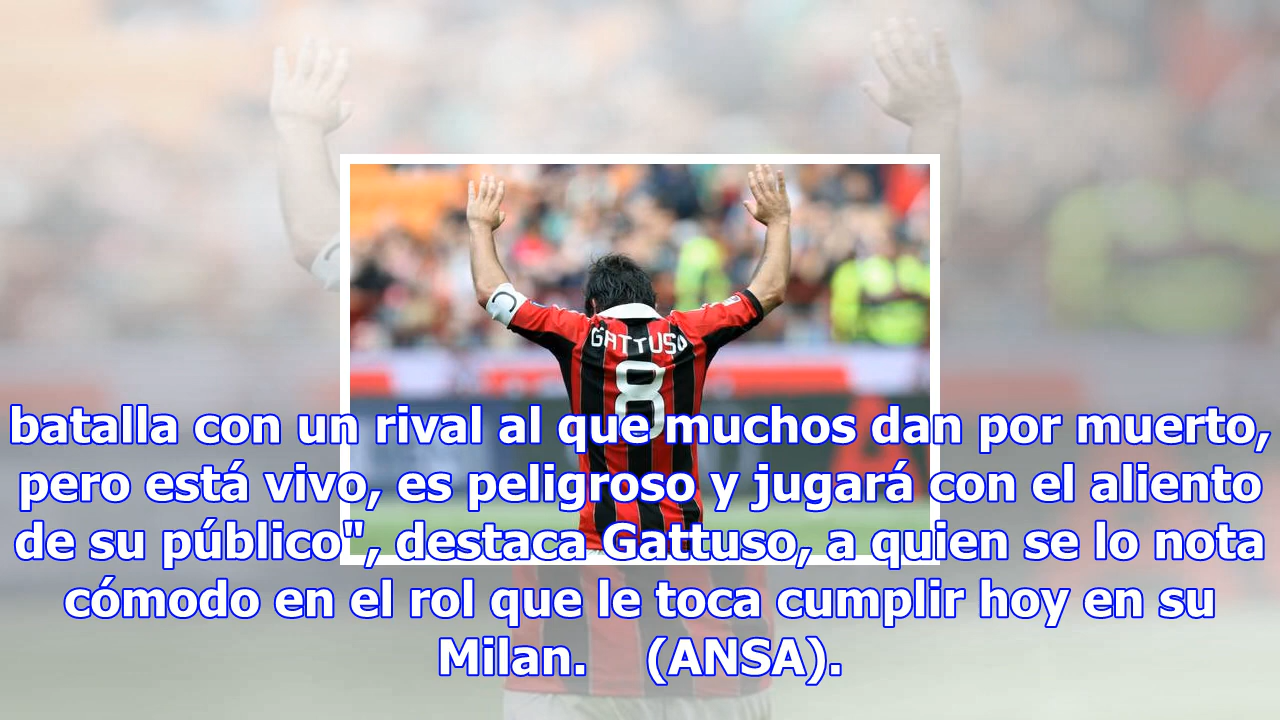 GATTUSO
8
batalla con un rival al que muchos dan por muerto,
pero está vivo, es peligroso y jugará con el aliento
de su público", destaca Gattuso, a quien se lo nota
cómodo en el rol que le toca cumplir hoy en su
Milan. (ANSA).